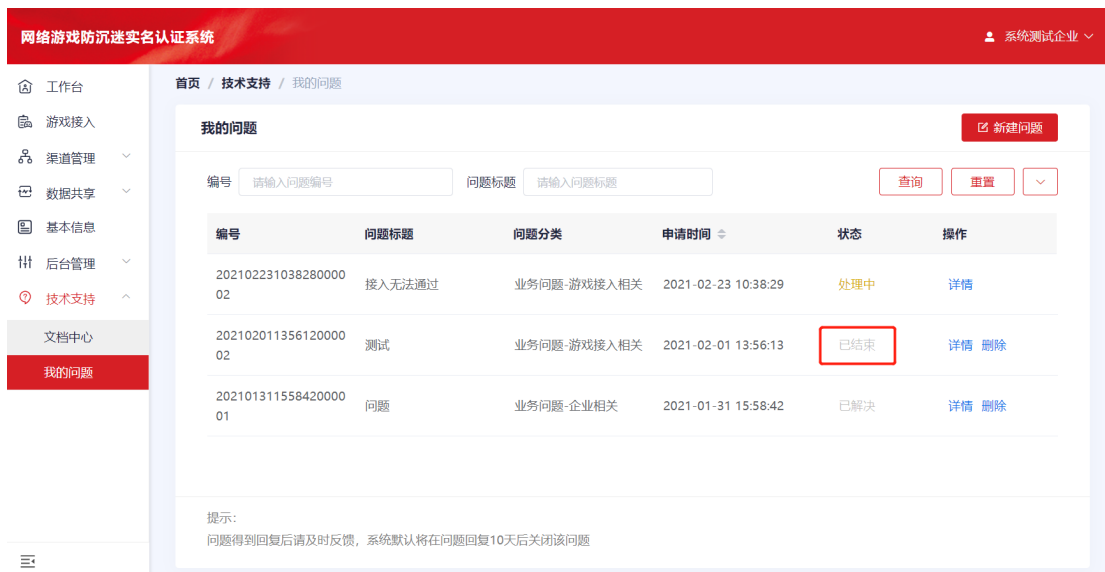 网络游戏防沉迷实名认证系统
系统测试企业
工作台
游戏接入
渠道管理
数据共享
基本信息
后台管理
技术支持
文档中心
我的问题
首页 / 技术支持 / 我的问题
我的问题
新建问题
编号 请输入问题编号 问题标题 请输入问题标题 查询 重置
编号 问题标题 问题分类 申请时间 状态 操作
202102231038280000
02
接入无法通过 业务问题-游戏接入相关 2021-02-23 10:38:29 处理中 详情
202102011356120000
02
测试 业务问题-游戏接入相关 2021-02-01 13:56:13 已结束 详情 删除
202101311558420000
01
问题 业务问题-企业相关 2021-01-31 15:58:42 已解决 详情 删除
提示：
问题得到回复后请及时反馈，系统默认将在问题回复10天后关闭该问题